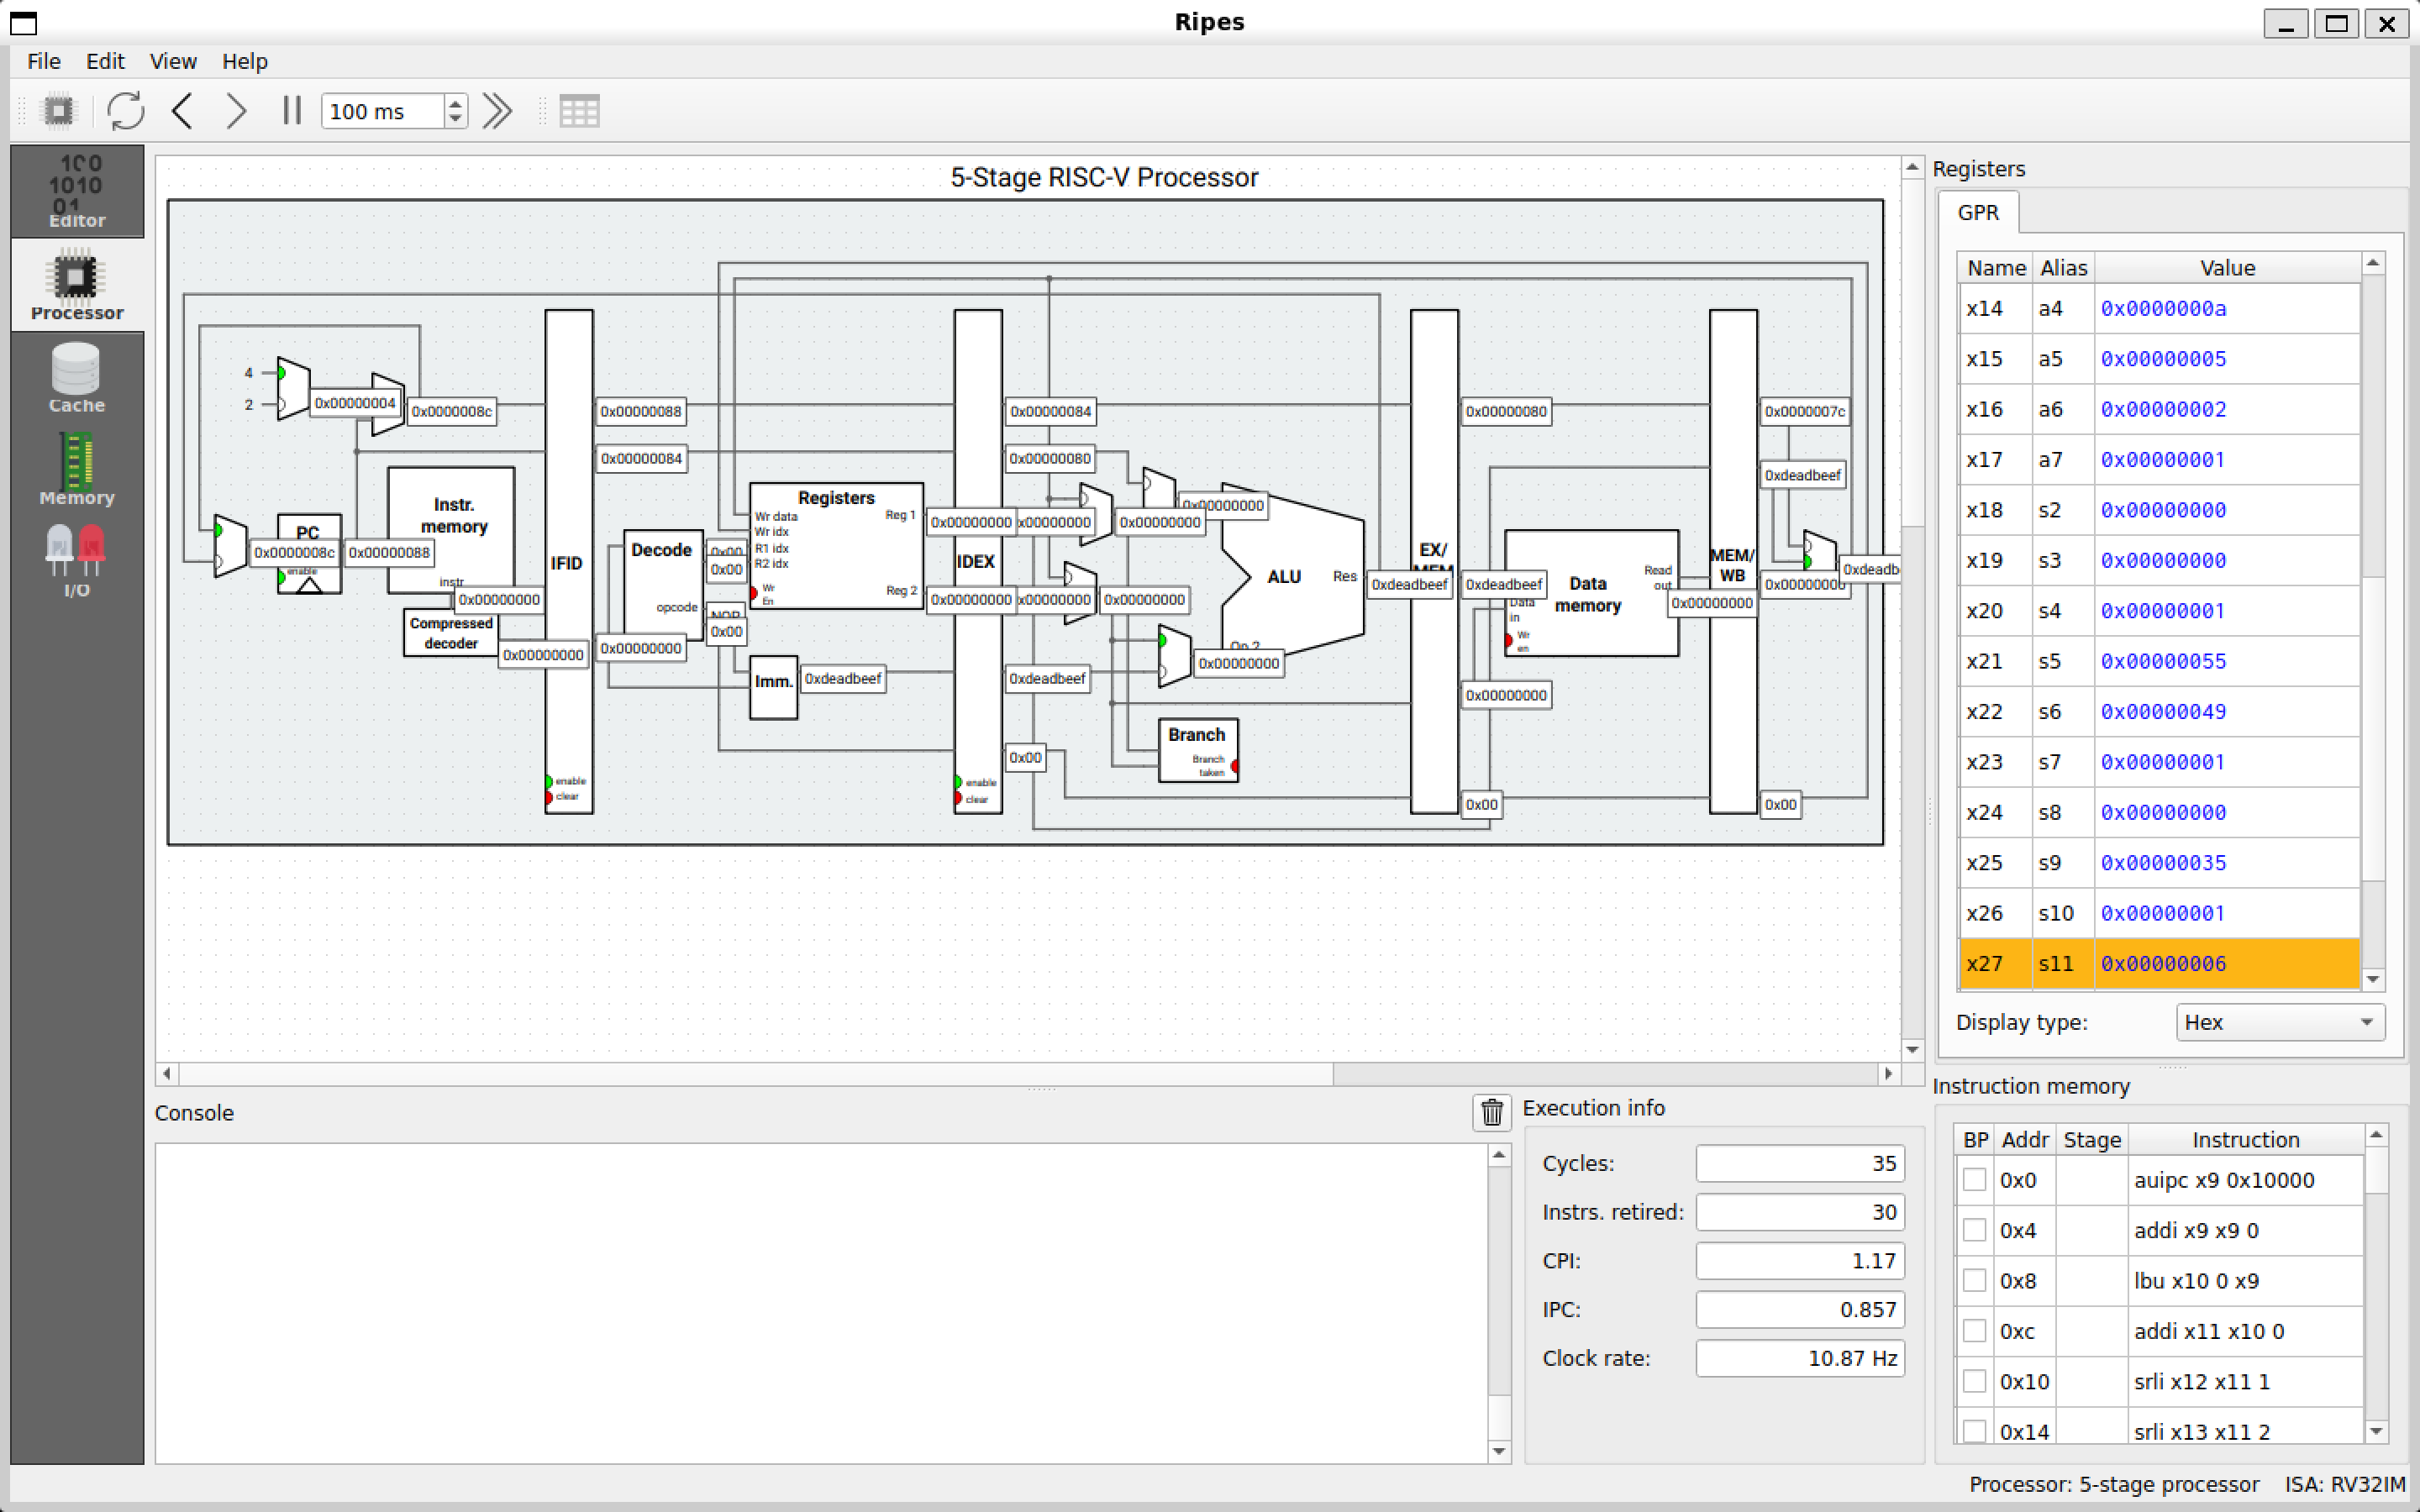 Ripes
File Edit View Help
100 ms
Editor
Processor
Cache
Memory
I/O
5-Stage RISC-V Processor
4
2
0x00000004
0x0000008c
0x00000088
0x00000084
0x00000080
0x0000007c
0x00000084
0x00000080
0xdeadbeef
Instr.
memory
instr
PC
enable
0x0000008c
0x00000088
0x00000000
Compressed
decoder
0x00000000
IFID
enable
clear
Decode
opcode
0x00
0x00
NOP
0x00
0x00000000
Registers
Wr data
Wr idx
R1 idx
R2 idx
Wr
En
Reg 1
Reg 2
0x00000000
0x00000000
Imm.
0xdeadbeef
IDEX
enable
clear
x00000000
x00000000
0xdeadbeef
0x00
0x00000000
0x00000000
0x00000000
0x00000000
ALU
Res
Op 2
Branch
Branch
taken
0xdeadbeef
EX/
MEM
0xdeadbeef
0x00000000
0x00
Data
memory
Data
in
Wr
en
Read
out
0x00000000
MEM/
WB
0x00000000
0xdeadb
0x00
Registers
GPR
Name Alias Value
x14 a4 0x0000000a
x15 a5 0x00000005
x16 a6 0x00000002
x17 a7 0x00000001
x18 s2 0x00000000
x19 s3 0x00000000
x20 s4 0x00000001
x21 s5 0x00000055
x22 s6 0x00000049
x23 s7 0x00000001
x24 s8 0x00000000
x25 s9 0x00000035
x26 s10 0x00000001
x27 s11 0x00000006
Display type: Hex
Console
Execution info
Cycles: 35
Instrs. retired: 30
CPI: 1.17
IPC: 0.857
Clock rate: 10.87 Hz
Instruction memory
BP Addr Stage Instruction
0x0 auipc x9 0x10000
0x4 addi x9 x9 0
0x8 lbu x10 0 x9
0xc addi x11 x10 0
0x10 srli x12 x11 1
0x14 srli x13 x11 2
Processor: 5-stage processor ISA: RV32IM